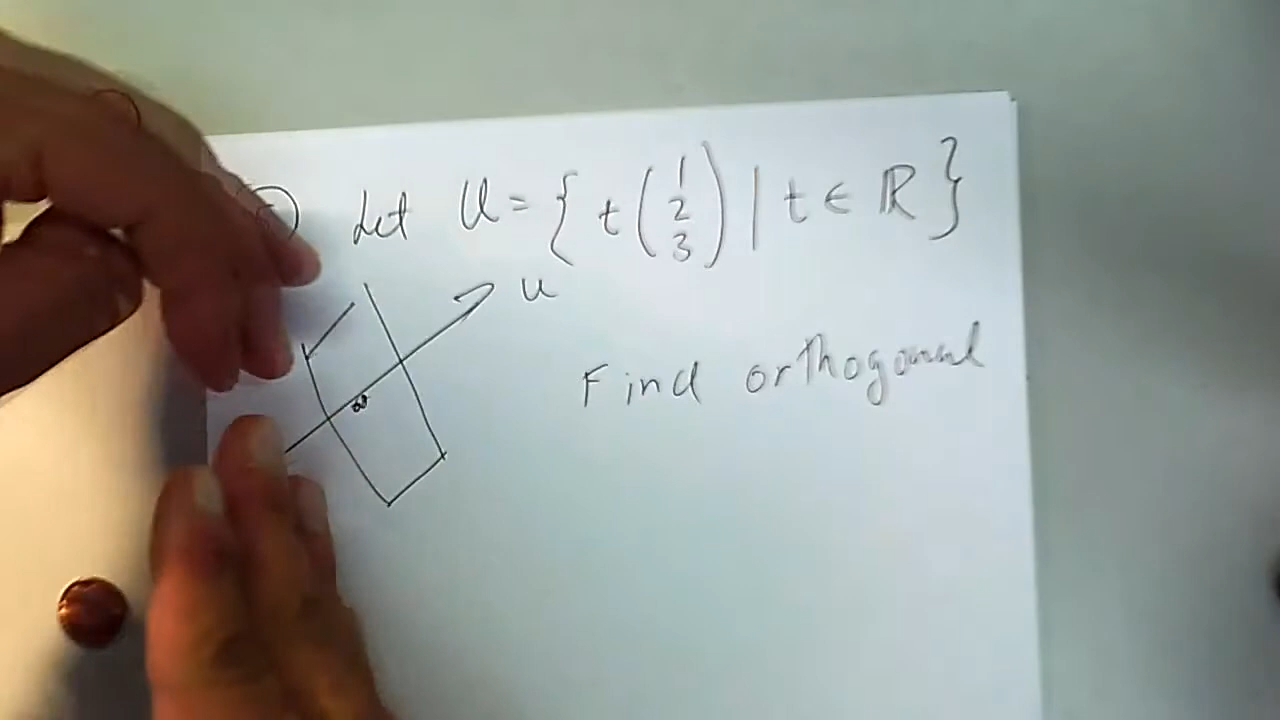 Let U = { t (1 2 3) | t ∈ ℝ }
u
Find orthogonal